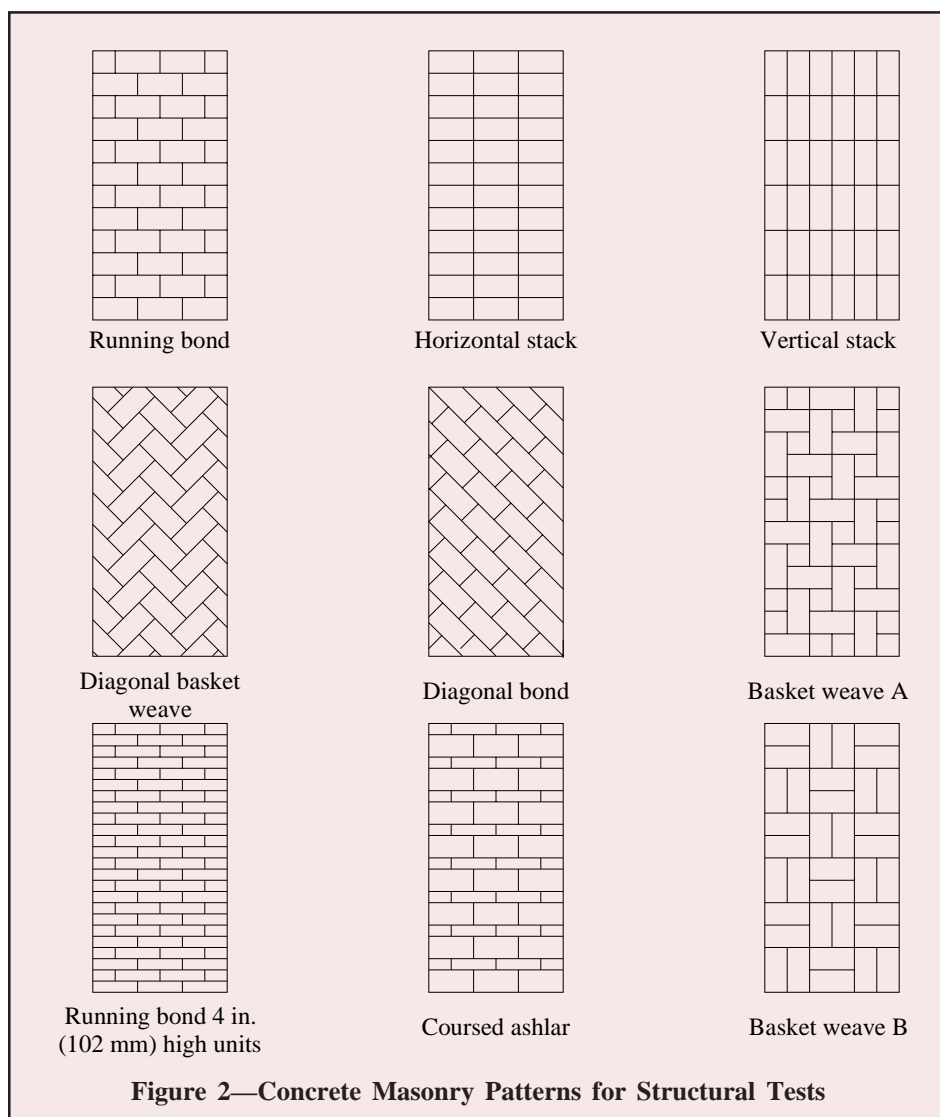 Running bond
Horizontal stack
Vertical stack
Diagonal basket
weave
Diagonal bond
Basket weave A
Running bond 4 in.
(102 mm) high units
Coursed ashlar
Basket weave B
Figure 2—Concrete Masonry Patterns for Structural Tests